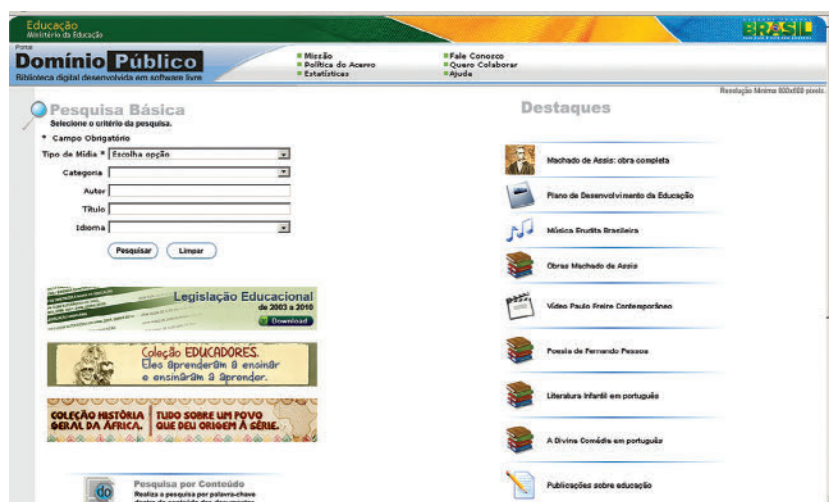 Educação
Ministério da Educação
BRASIL
Portal
Domínio Público
Biblioteca digital desenvolvida em software livre
Missão
Política do Acervo
Estatísticas
Fale Conosco
Quero Colaborar
Ajuda
Resolução Mínima 800x600 pixels.
Pesquisa Básica
Selecione o critério da pesquisa.
* Campo Obrigatório
Tipo de Mídia * Escolha opção
Categoria
Autor
Título
Idioma
Pesquisar Limpar
Legislação Educacional
de 2003 a 2010
Download
Coleção EDUCADORES.
Eles aprenderam a ensinar
e ensinaram a aprender.
COLEÇÃO HISTÓRIA
GERAL DA ÁFRICA.
TUDO SOBRE UM POVO
QUE DEU ORIGEM À SÉRIE.
do
Pesquisa por Conteúdo
Realiza a pesquisa por palavra-chave
dentro do conteúdo dos documentos
Destaques
Machado de Assis: obra completa
Plano de Desenvolvimento da Educação
Música Erudita Brasileira
Obras Machado de Assis
Vídeo Paulo Freire Contemporâneo
Poesia de Fernando Pessoa
Literatura Infantil em português
A Divina Comédia em português
Publicações sobre educação